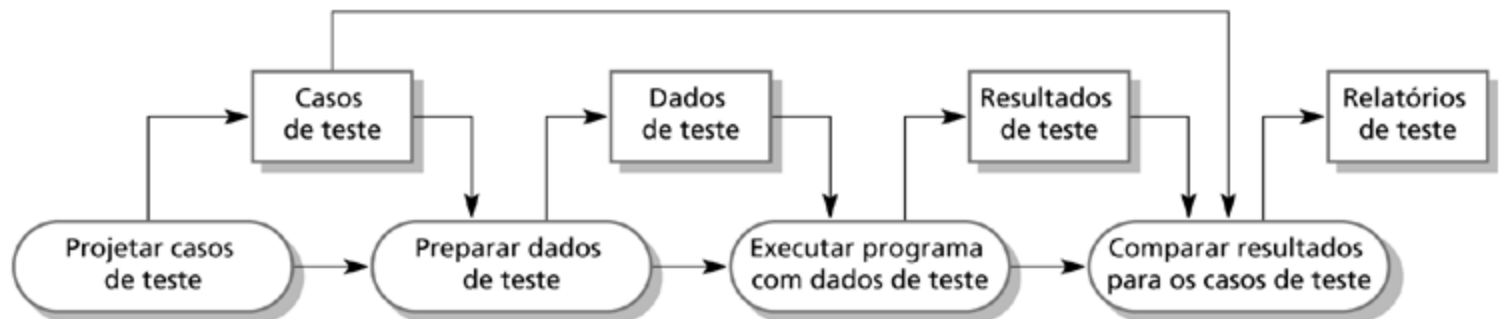 Casos
de teste
Dados
de teste
Resultados
de teste
Relatórios
de teste
Projetar casos
de teste
Preparar dados
de teste
Executar programa
com dados de teste
Comparar resultados
para os casos de teste